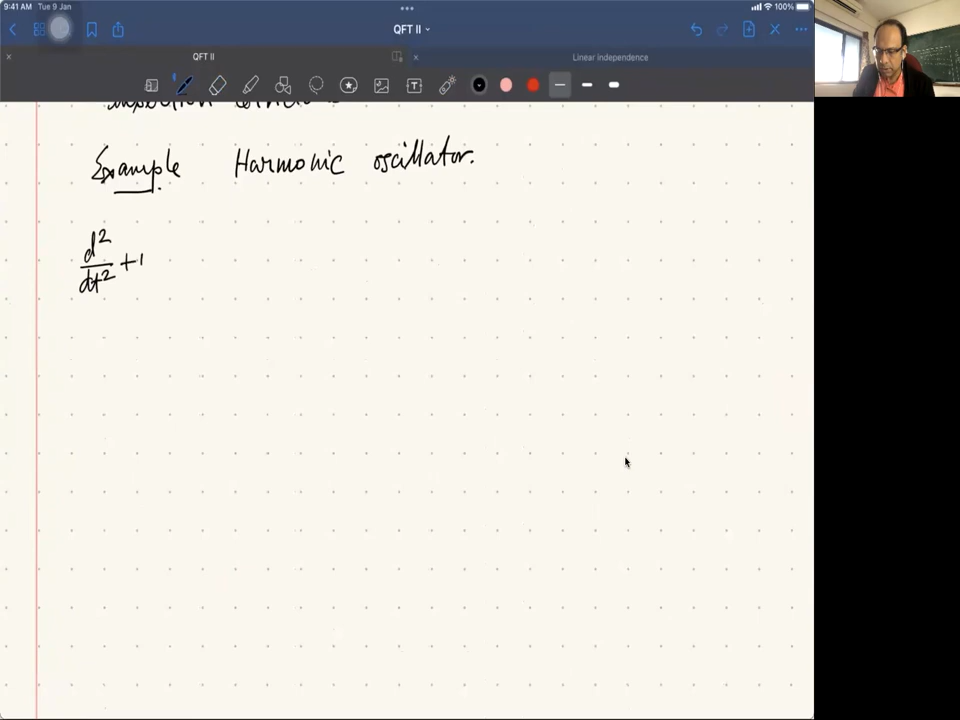 9:41 AM Tue 9 Jan
100%
QFT II
QFT II
Linear independence
Example Harmonic oscillator.
d²
dt² + 1